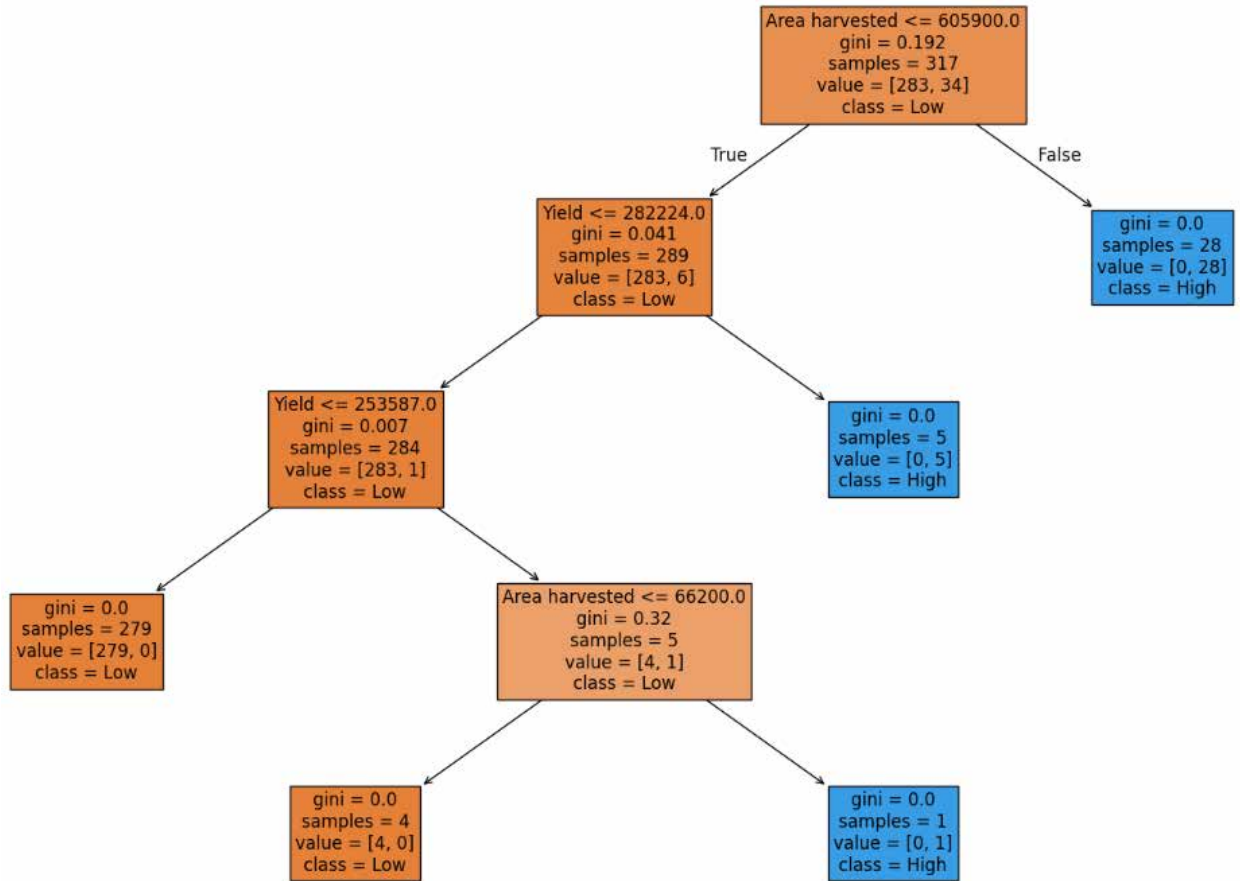 Area harvested <= 605900.0
gini = 0.192
samples = 317
value = [283, 34]
class = Low
True
False
Yield <= 282224.0
gini = 0.041
samples = 289
value = [283, 6]
class = Low
gini = 0.0
samples = 28
value = [0, 28]
class = High
Yield <= 253587.0
gini = 0.007
samples = 284
value = [283, 1]
class = Low
gini = 0.0
samples = 5
value = [0, 5]
class = High
gini = 0.0
samples = 279
value = [279, 0]
class = Low
Area harvested <= 66200.0
gini = 0.32
samples = 5
value = [4, 1]
class = Low
gini = 0.0
samples = 4
value = [4, 0]
class = Low
gini = 0.0
samples = 1
value = [0, 1]
class = High